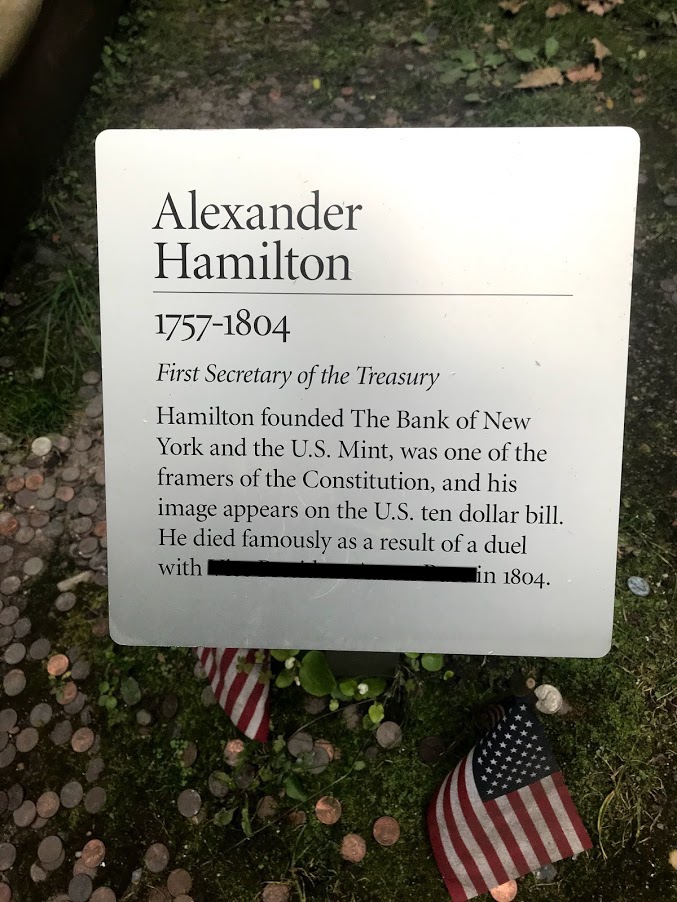 Alexander
Hamilton
1757-1804
First Secretary of the Treasury
Hamilton founded The Bank of New
York and the U.S. Mint, was one of the
framers of the Constitution, and his
image appears on the U.S. ten dollar bill.
He died famously as a result of a duel
with in 1804.